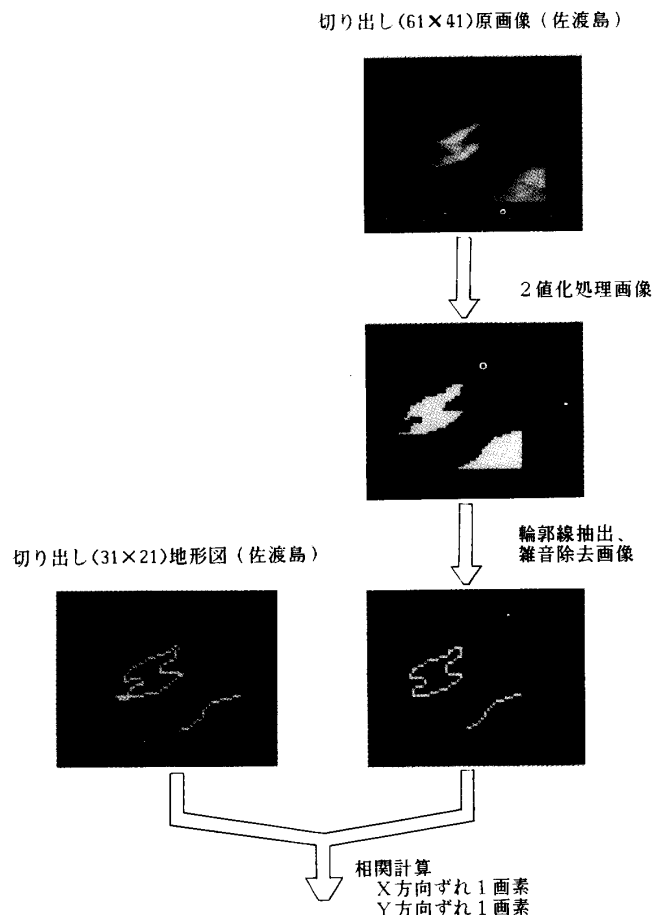 切り出し(61×41)原画像(佐渡島)
2値化処理画像
輪郭線抽出、
雑音除去画像
切り出し(31×21)地形図(佐渡島)
相関計算
X方向ずれ1画素
Y方向ずれ1画素